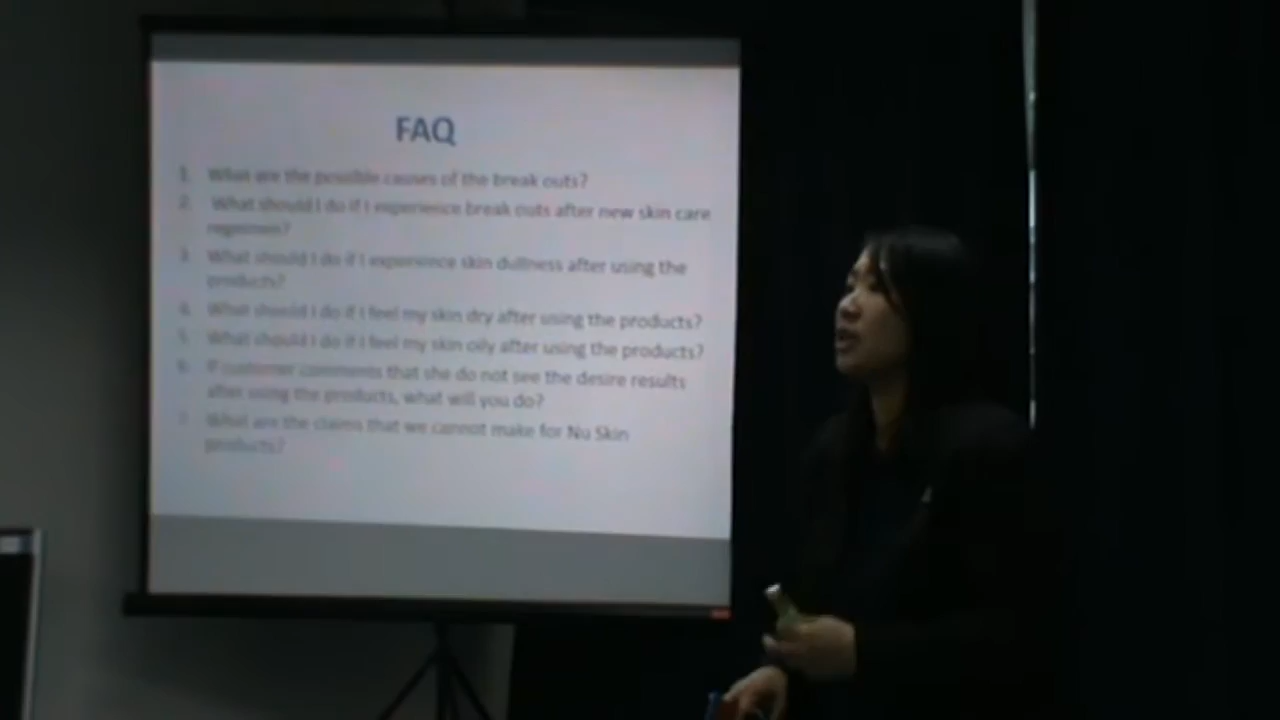 FAQ
1. What are the possible causes of the break outs?
2. What should I do if I experience break outs after new skin care
regimen?
3. What should I do if I experience skin dullness after using the
products?
4. What should I do if I feel my skin dry after using the products?
5. What should I do if I feel my skin oily after using the products?
6. If customer comments that she do not see the desire results
after using the products, what will you do?
7. What are the claims that we cannot make for Nu Skin
products?